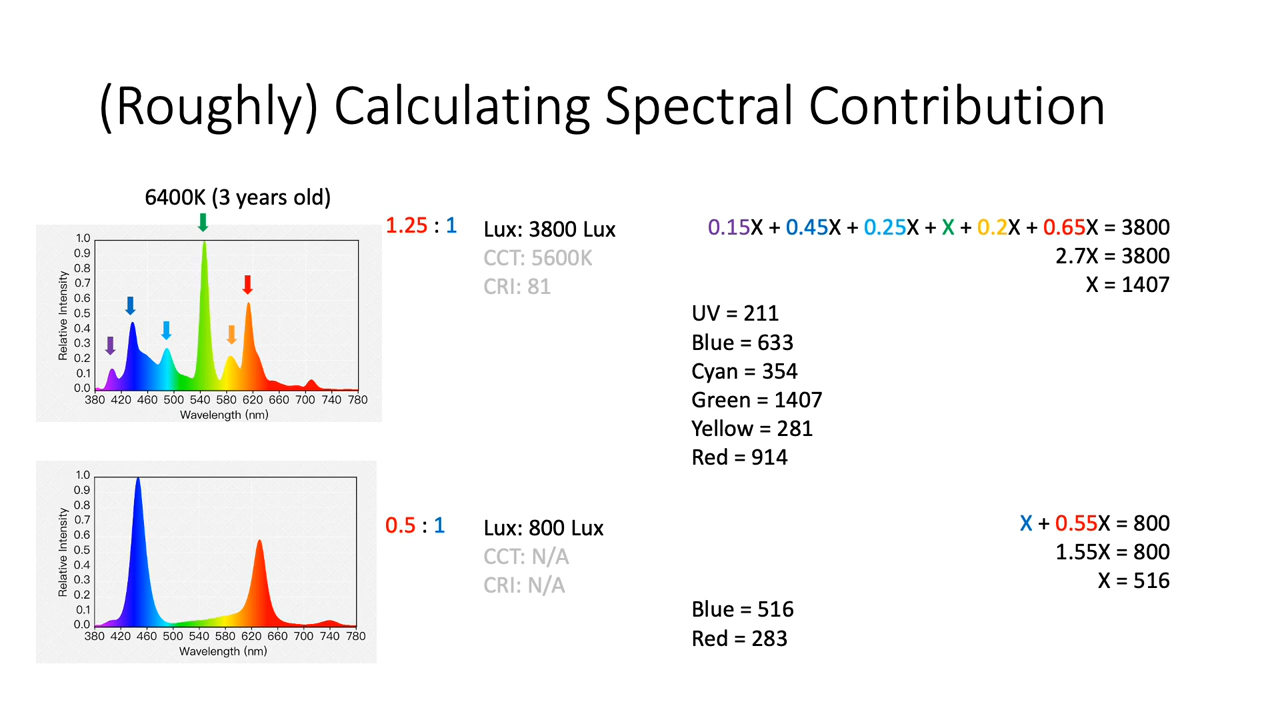 (Roughly) Calculating Spectral Contribution
6400K (3 years old)
1.25 : 1
Lux: 3800 Lux
CCT: 5600K
CRI: 81
0.15X + 0.45X + 0.25X + X + 0.2X + 0.65X = 3800
2.7X = 3800
X = 1407
UV = 211
Blue = 633
Cyan = 354
Green = 1407
Yellow = 281
Red = 914
Relative Intensity
1.0
0.9
0.8
0.7
0.6
0.5
0.4
0.3
0.2
0.1
0.0
380 420 460 500 540 580 620 660 700 740 780
Wavelength (nm)
0.5 : 1
Lux: 800 Lux
CCT: N/A
CRI: N/A
X + 0.55X = 800
1.55X = 800
X = 516
Blue = 516
Red = 283
Relative Intensity
1.0
0.9
0.8
0.7
0.6
0.5
0.4
0.3
0.2
0.1
0.0
380 420 460 500 540 580 620 660 700 740 780
Wavelength (nm)